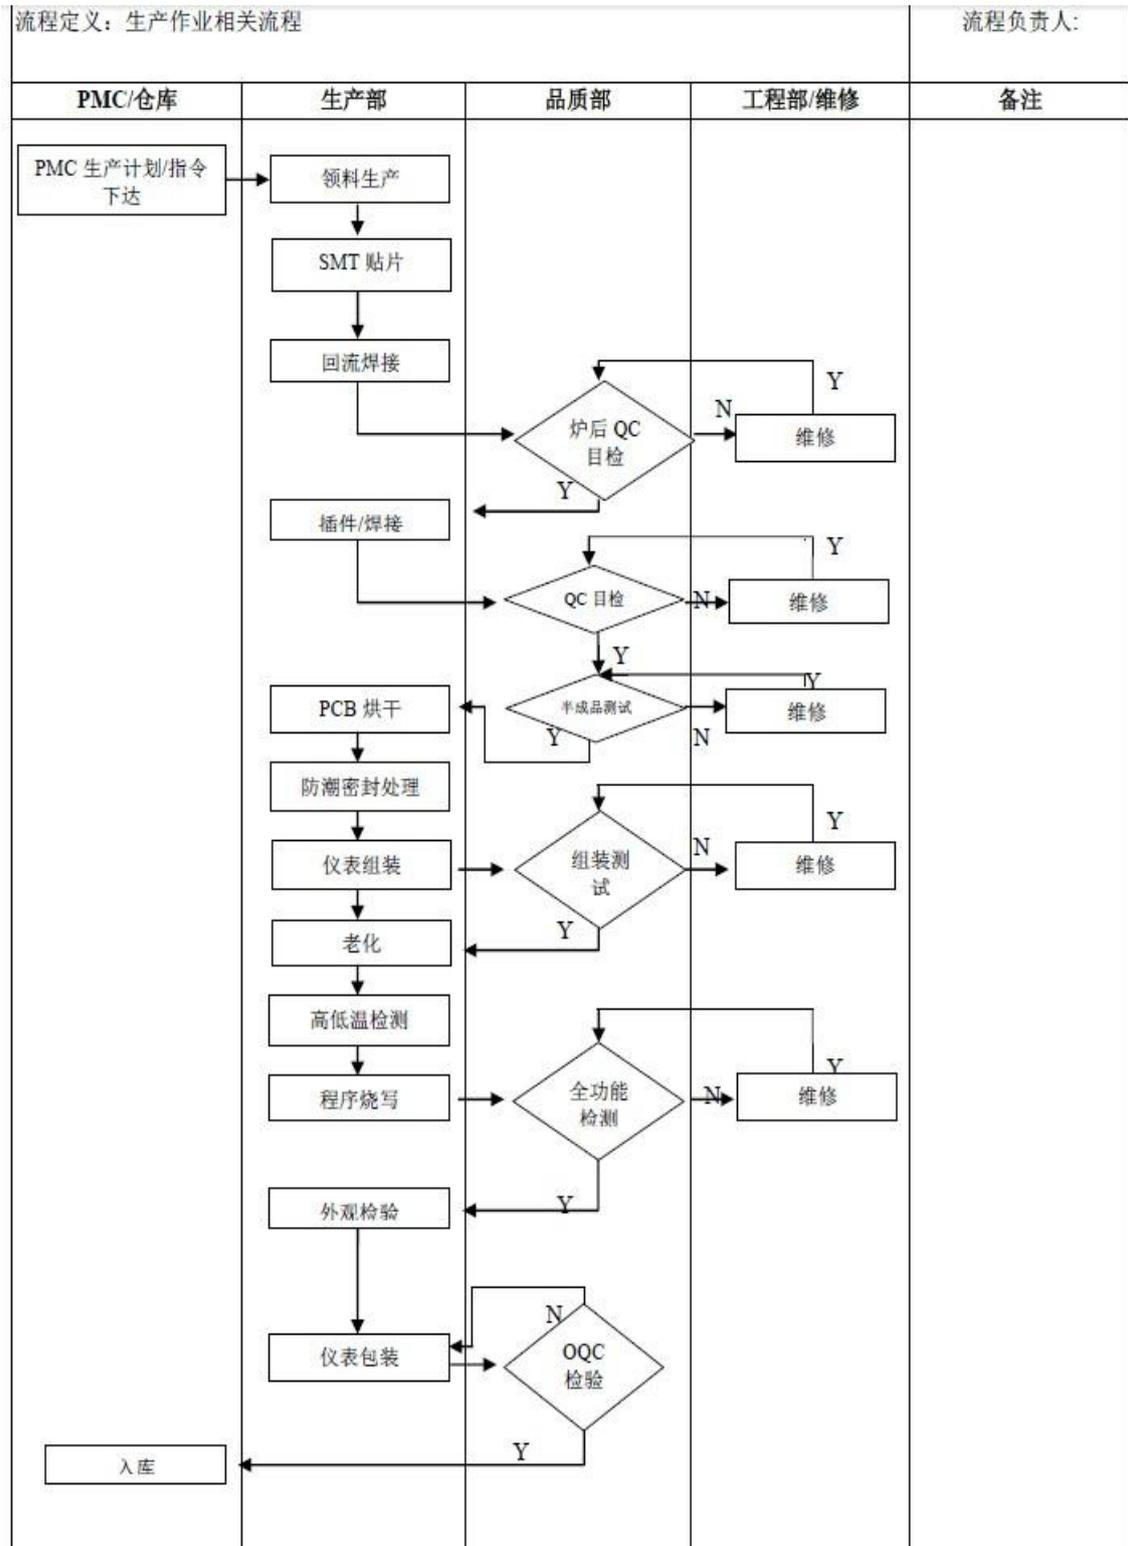 流程定义：生产作业相关流程
流程负责人:
PMC/仓库
生产部
品质部
工程部/维修
备注
PMC 生产计划/指令
下达
领料生产
SMT 贴片
回流焊接
炉后 QC
目检
N
Y
维修
Y
插件/焊接
QC 目检
N
Y
维修
Y
PCB 烘干
半成品测试
Y
N
Y
维修
防潮密封处理
仪表组装
组装测
试
N
Y
维修
Y
老化
高低温检测
程序烧写
全功能
检测
N
Y
维修
Y
外观检验
仪表包装
N
OQC
检验
Y
入库